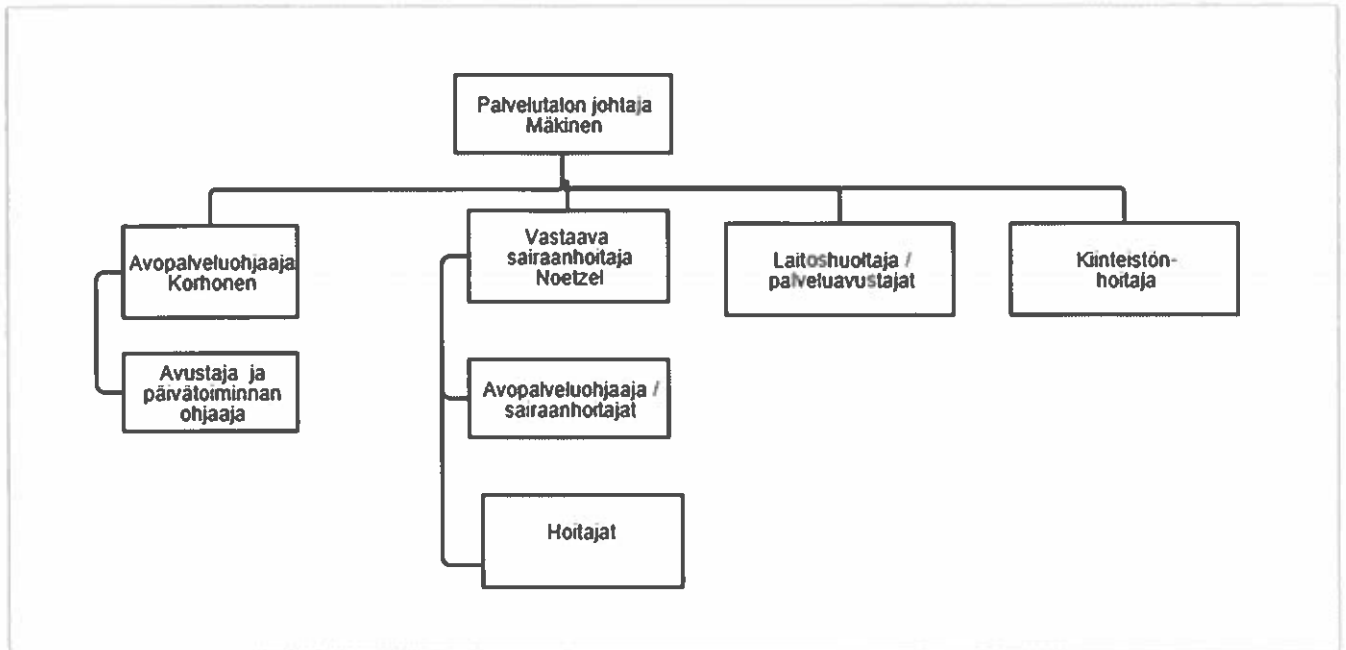 Palvelutalon johtaja
Mäkinen
Avopalveluohjaaja
Korhonen
Vastaava
sairaanhoitaja
Noetzel
Laitoshuoltaja /
palveluavustajat
Kiinteistön-
hoitaja
Avustaja ja
päivätoiminnan
ohjaaja
Avopalveluohjaaja /
sairaanhoitajat
Hoitajat